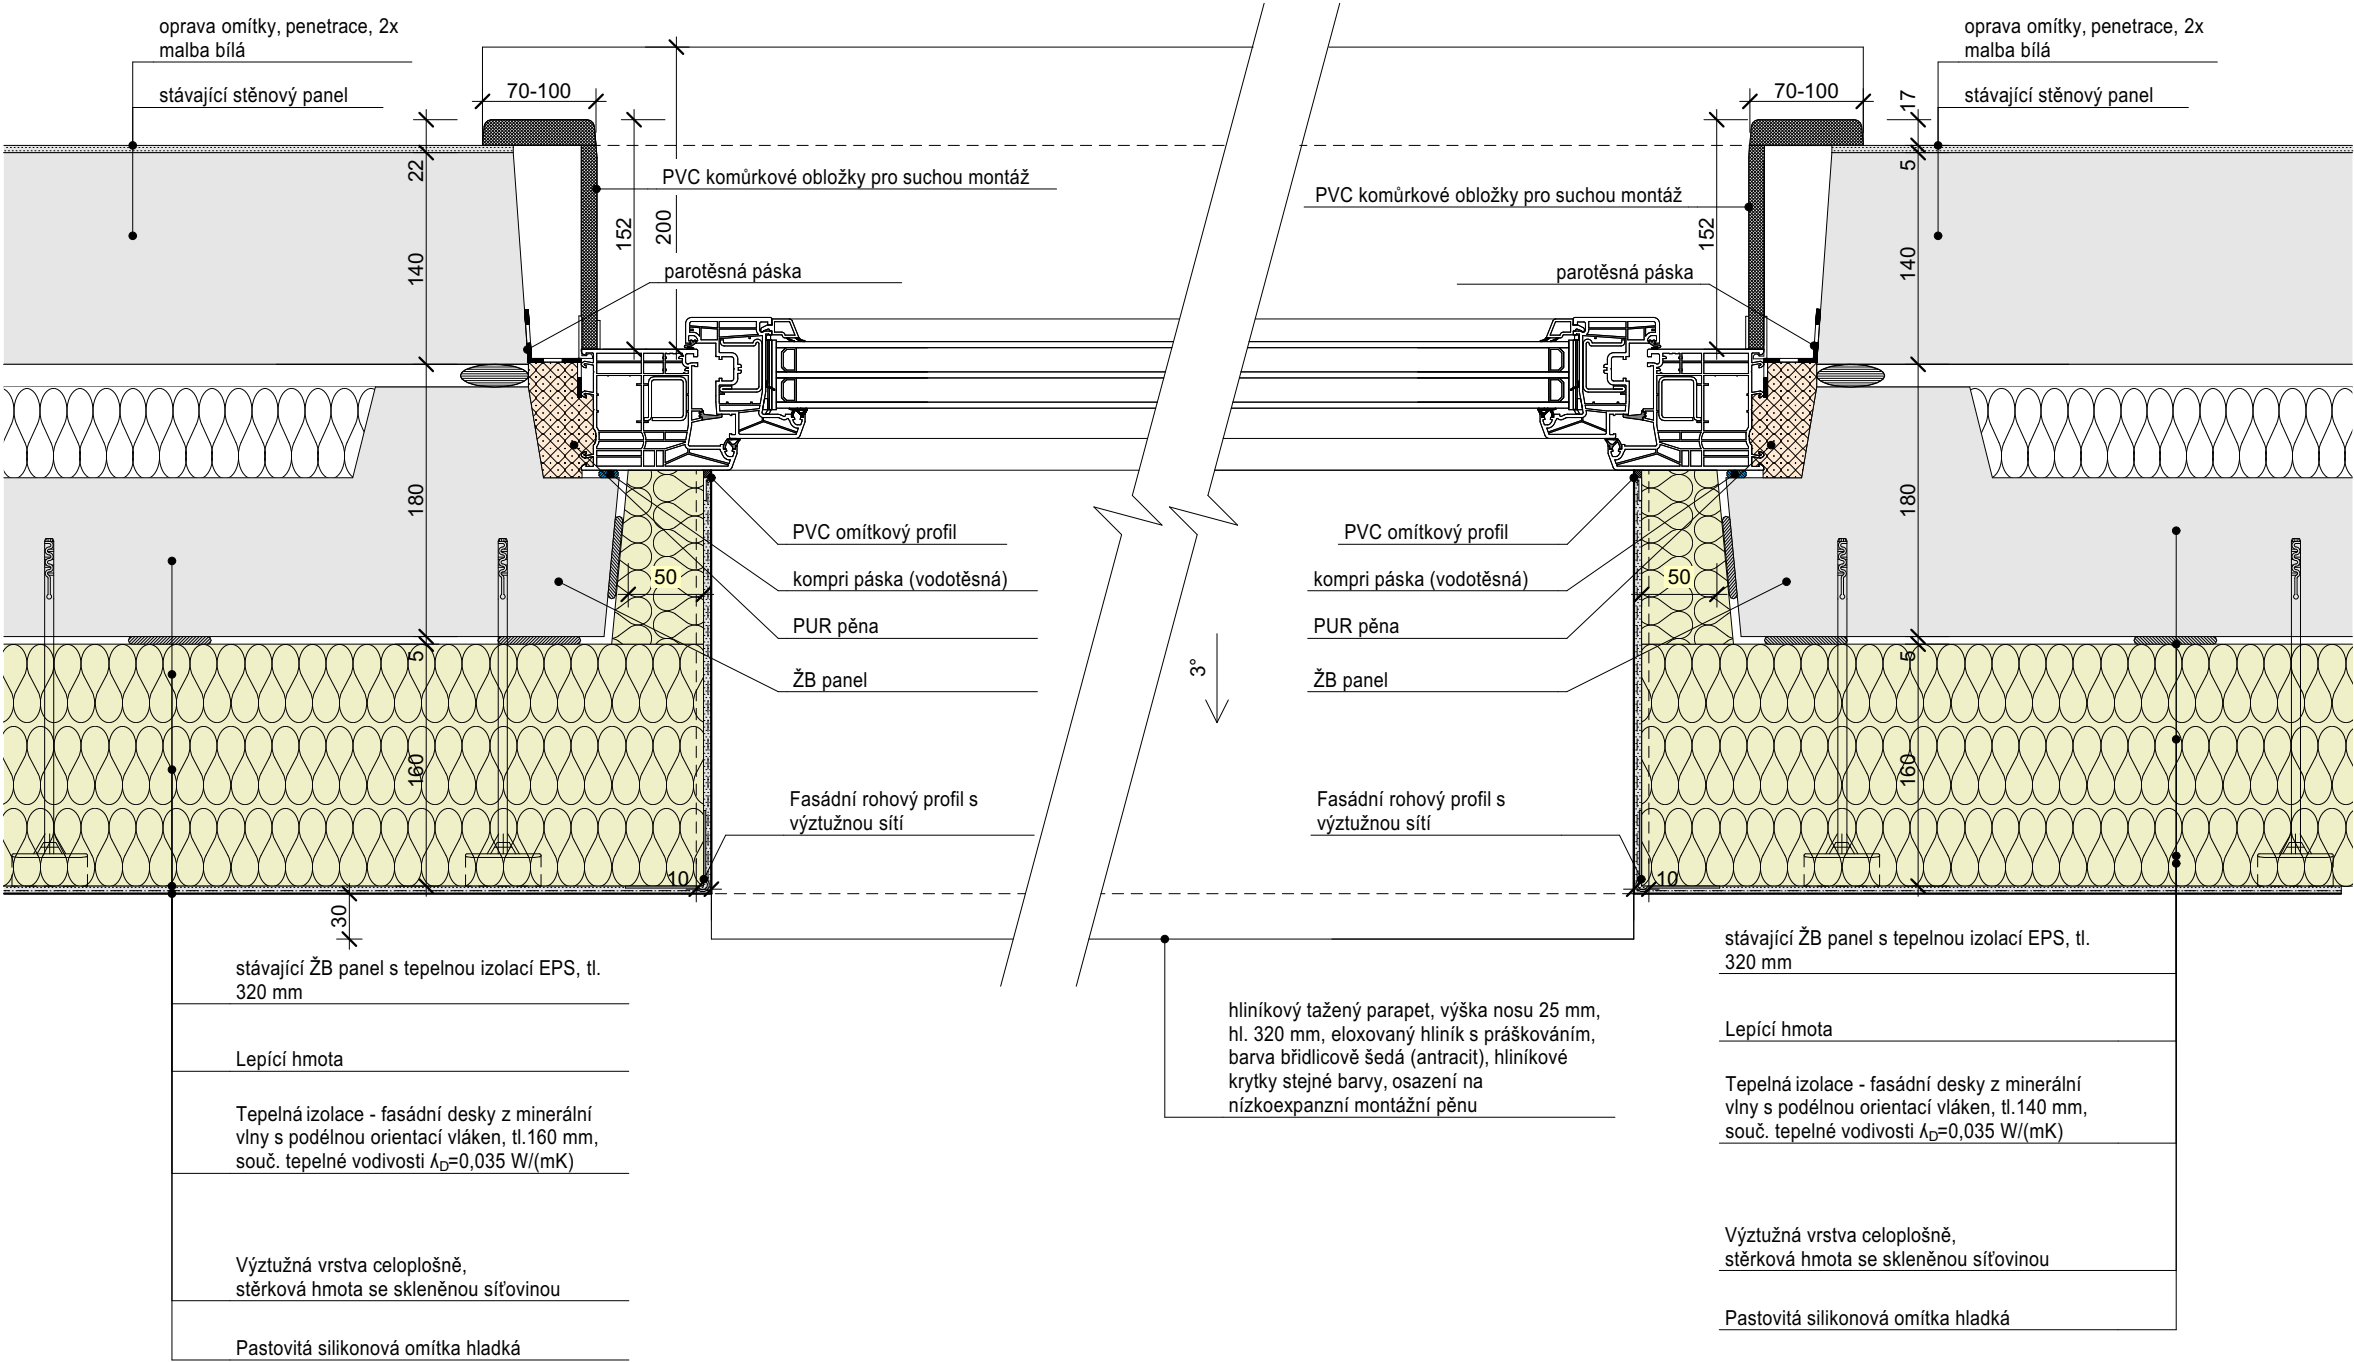 oprava omítky, penetrace, 2x
malba bílá
stávající stěnový panel
oprava omítky, penetrace, 2x
malba bílá
stávající stěnový panel
70-100
70-100
17
22
5
PVC komůrkové obložky pro suchou montáž
PVC komůrkové obložky pro suchou montáž
152
200
152
140
140
parotěsná páska
parotěsná páska
180
180
PVC omítkový profil
PVC omítkový profil
50
kompri páska (vodotěsná)
kompri páska (vodotěsná)
50
PUR pěna
PUR pěna
5
5
3°
ŽB panel
ŽB panel
160
160
Fasádní rohový profil s
výztužnou sítí
Fasádní rohový profil s
výztužnou sítí
10
10
30
stávající ŽB panel s tepelnou izolací EPS, tl.
320 mm
Lepící hmota
Tepelná izolace - fasádní desky z minerální
vlny s podélnou orientací vláken, tl.160 mm,
souč. tepelné vodivosti ʎD=0,035 W/(mK)
Výztužná vrstva celoplošně,
stěrková hmota se skleněnou síťovinou
Pastovitá silikonová omítka hladká
hliníkový tažený parapet, výška nosu 25 mm,
hl. 320 mm, eloxovaný hliník s práškováním,
barva břidlicově šedá (antracit), hliníkové
krytky stejné barvy, osazení na
nízkoexpanzní montážní pěnu
stávající ŽB panel s tepelnou izolací EPS, tl.
320 mm
Lepící hmota
Tepelná izolace - fasádní desky z minerální
vlny s podélnou orientací vláken, tl.140 mm,
souč. tepelné vodivosti ʎD=0,035 W/(mK)
Výztužná vrstva celoplošně,
stěrková hmota se skleněnou síťovinou
Pastovitá silikonová omítka hladká